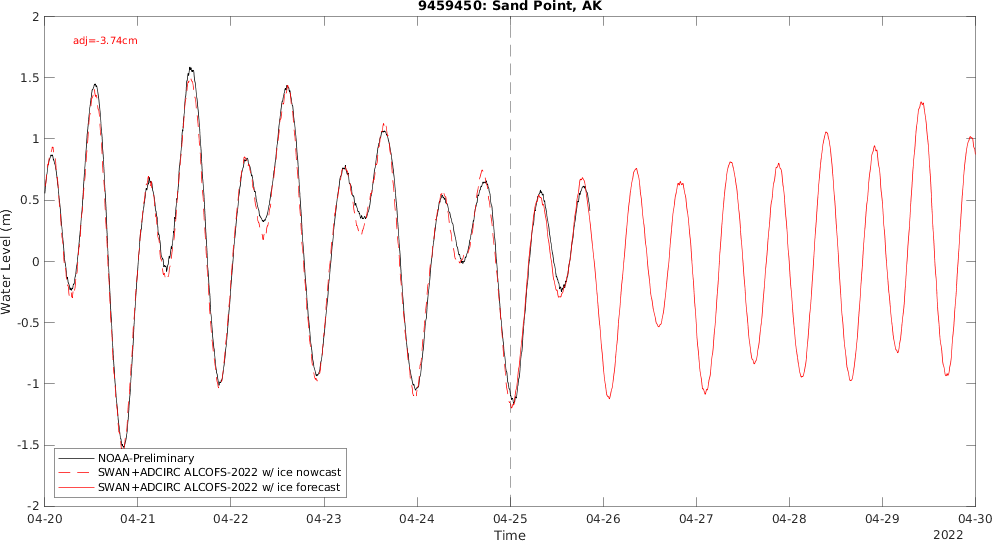 9459450: Sand Point, AK
adj=-3.74cm
2
1.5
1
0.5
0
-0.5
-1
-1.5
-2
Water Level (m)
NOAA-Preliminary
SWAN+ADCIRC ALCOFS-2022 w/ ice nowcast
SWAN+ADCIRC ALCOFS-2022 w/ ice forecast
04-20 04-21 04-22 04-23 04-24 04-25 04-26 04-27 04-28 04-29 04-30
Time
2022